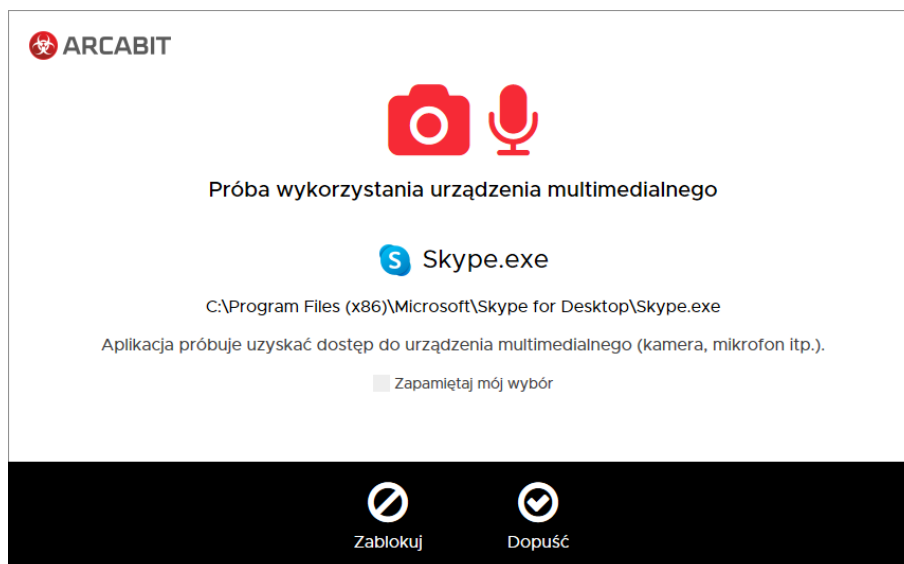 ARCABIT
Próba wykorzystania urządzenia multimedialnego
S Skype.exe
C:\Program Files (x86)\Microsoft\Skype for Desktop\Skype.exe
Aplikacja próbuje uzyskać dostęp do urządzenia multimedialnego (kamera, mikrofon itp.).
Zapamiętaj mój wybór
Zablokuj Dopuść